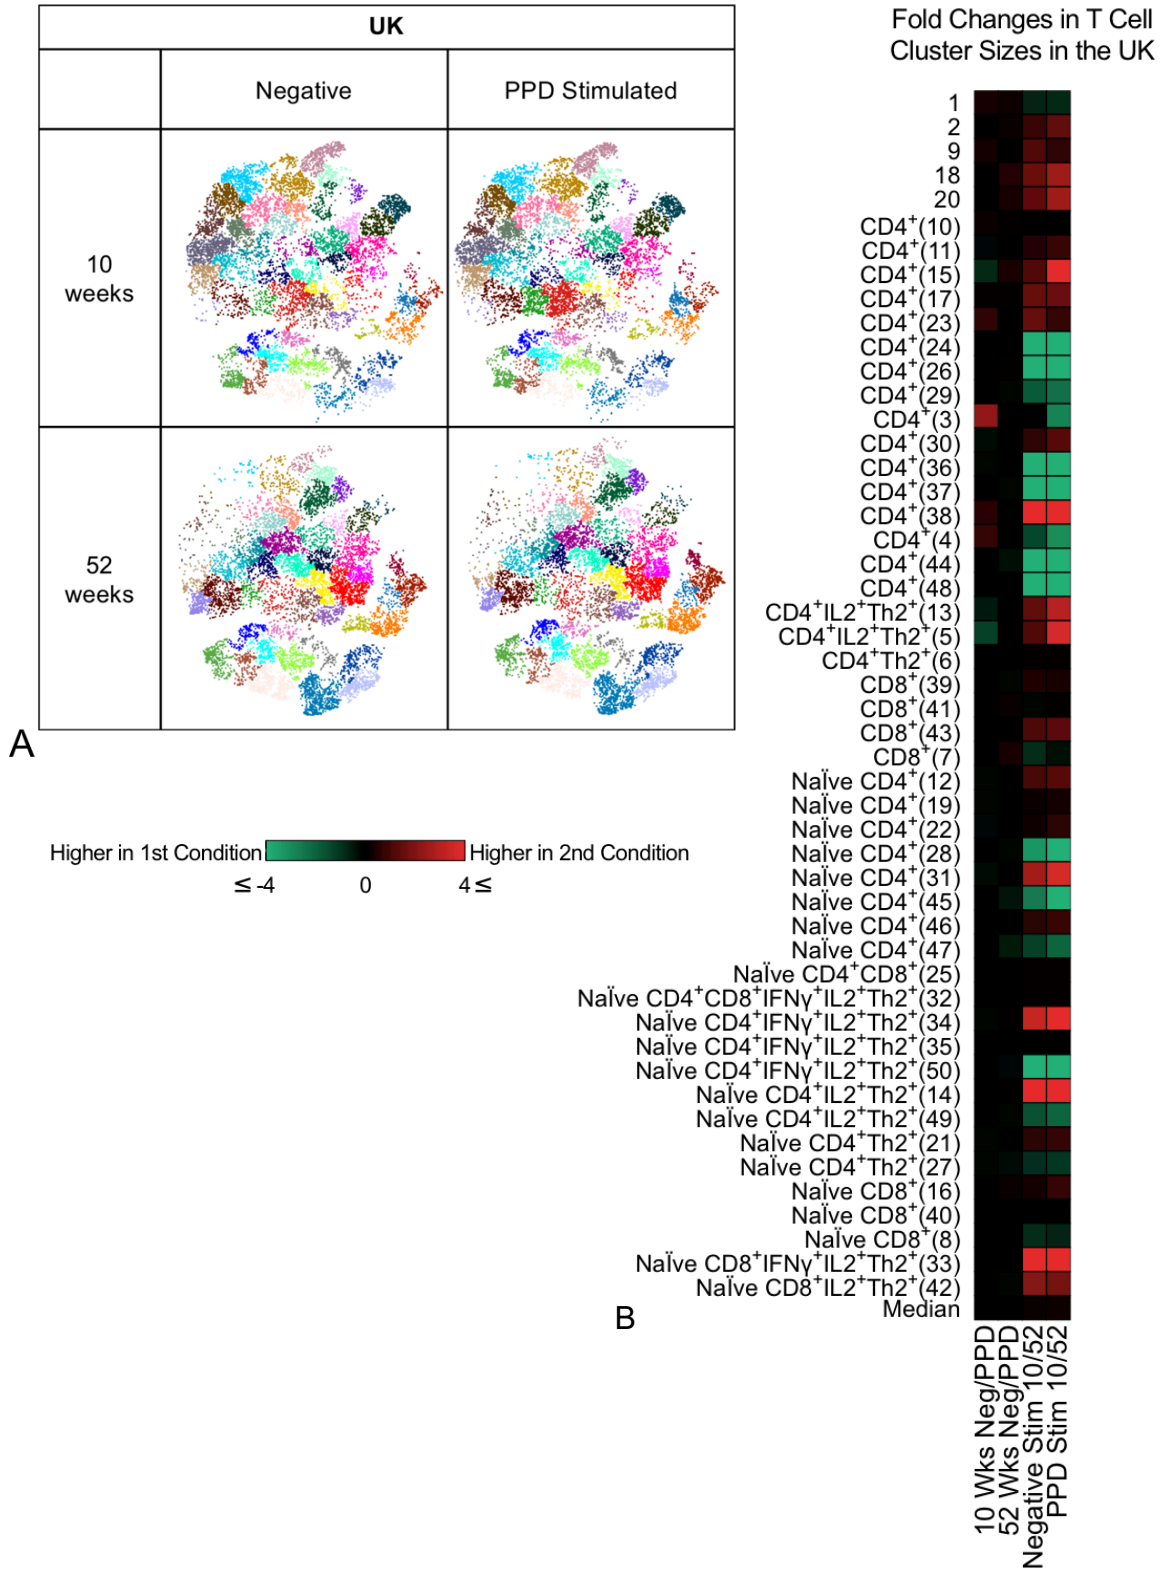 UK
Negative
PPD Stimulated
10
weeks
52
weeks
A
Higher in 1st Condition
Higher in 2nd Condition
≤ -4
0
4 ≤
Fold Changes in T Cell
Cluster Sizes in the UK
1
2
9
18
20
CD4⁺(10)
CD4⁺(11)
CD4⁺(15)
CD4⁺(17)
CD4⁺(23)
CD4⁺(24)
CD4⁺(26)
CD4⁺(29)
CD4⁺(3)
CD4⁺(30)
CD4⁺(36)
CD4⁺(37)
CD4⁺(38)
CD4⁺(4)
CD4⁺(44)
CD4⁺(48)
CD4⁺IL2⁺Th2⁺(13)
CD4⁺IL2⁺Th2⁺(5)
CD4⁺Th2⁺(6)
CD8⁺(39)
CD8⁺(41)
CD8⁺(43)
CD8⁺(7)
NaÏve CD4⁺(12)
NaÏve CD4⁺(19)
NaÏve CD4⁺(22)
NaÏve CD4⁺(28)
NaÏve CD4⁺(31)
NaÏve CD4⁺(45)
NaÏve CD4⁺(46)
NaÏve CD4⁺(47)
NaÏve CD4⁺CD8⁺(25)
NaÏve CD4⁺CD8⁺IFNγ⁺IL2⁺Th2⁺(32)
NaÏve CD4⁺IFNγ⁺IL2⁺Th2⁺(34)
NaÏve CD4⁺IFNγ⁺IL2⁺Th2⁺(35)
NaÏve CD4⁺IFNγ⁺IL2⁺Th2⁺(50)
NaÏve CD4⁺IL2⁺Th2⁺(14)
NaÏve CD4⁺IL2⁺Th2⁺(49)
NaÏve CD4⁺Th2⁺(21)
NaÏve CD4⁺Th2⁺(27)
NaÏve CD8⁺(16)
NaÏve CD8⁺(40)
NaÏve CD8⁺(8)
NaÏve CD8⁺IFNγ⁺IL2⁺Th2⁺(33)
NaÏve CD8⁺IL2⁺Th2⁺(42)
Median
B
10 Wks Neg/PPD
52 Wks Neg/PPD
Negative Stim 10/52
PPD Stim 10/52